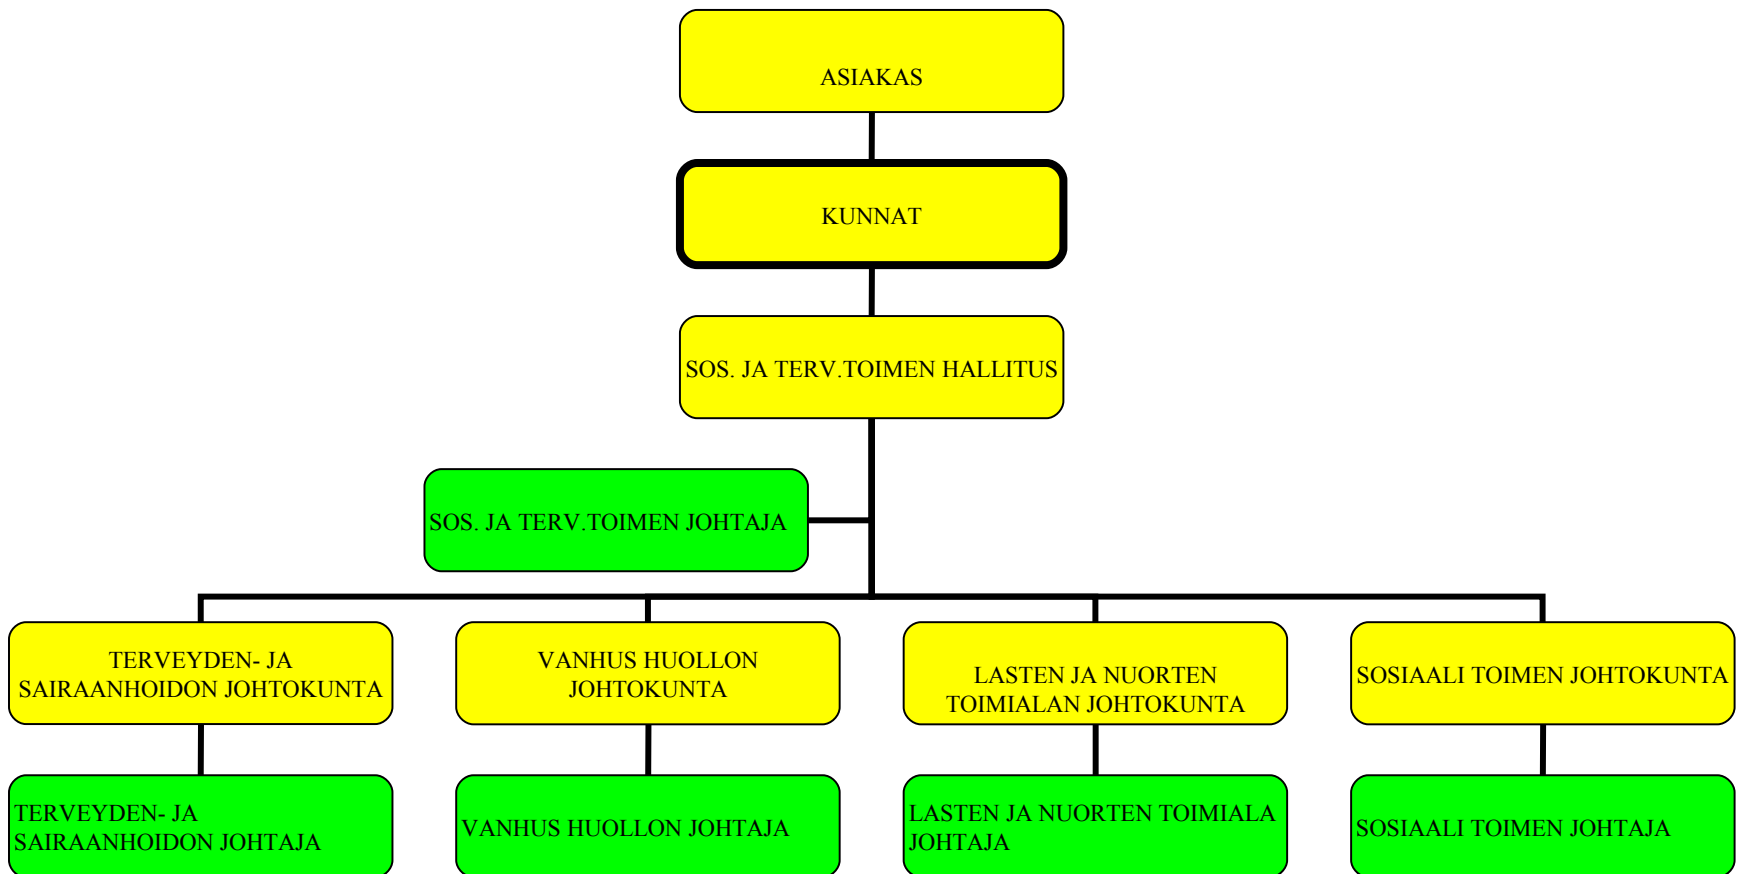 ASIAKAS
KUNNAT
SOS. JA TERV.TOIMEN HALLITUS
SOS. JA TERV.TOIMEN JOHTAJA
TERVEYDEN- JA
SAIRAANHOIDON JOHTOKUNTA
VANHUS HUOLLON
JOHTOKUNTA
LASTEN JA NUORTEN
TOIMIALAN JOHTOKUNTA
SOSIAALI TOIMEN JOHTOKUNTA
TERVEYDEN- JA
SAIRAANHOIDON JOHTAJA
VANHUS HUOLLON JOHTAJA
LASTEN JA NUORTEN TOIMIALA
JOHTAJA
SOSIAALI TOIMEN JOHTAJA